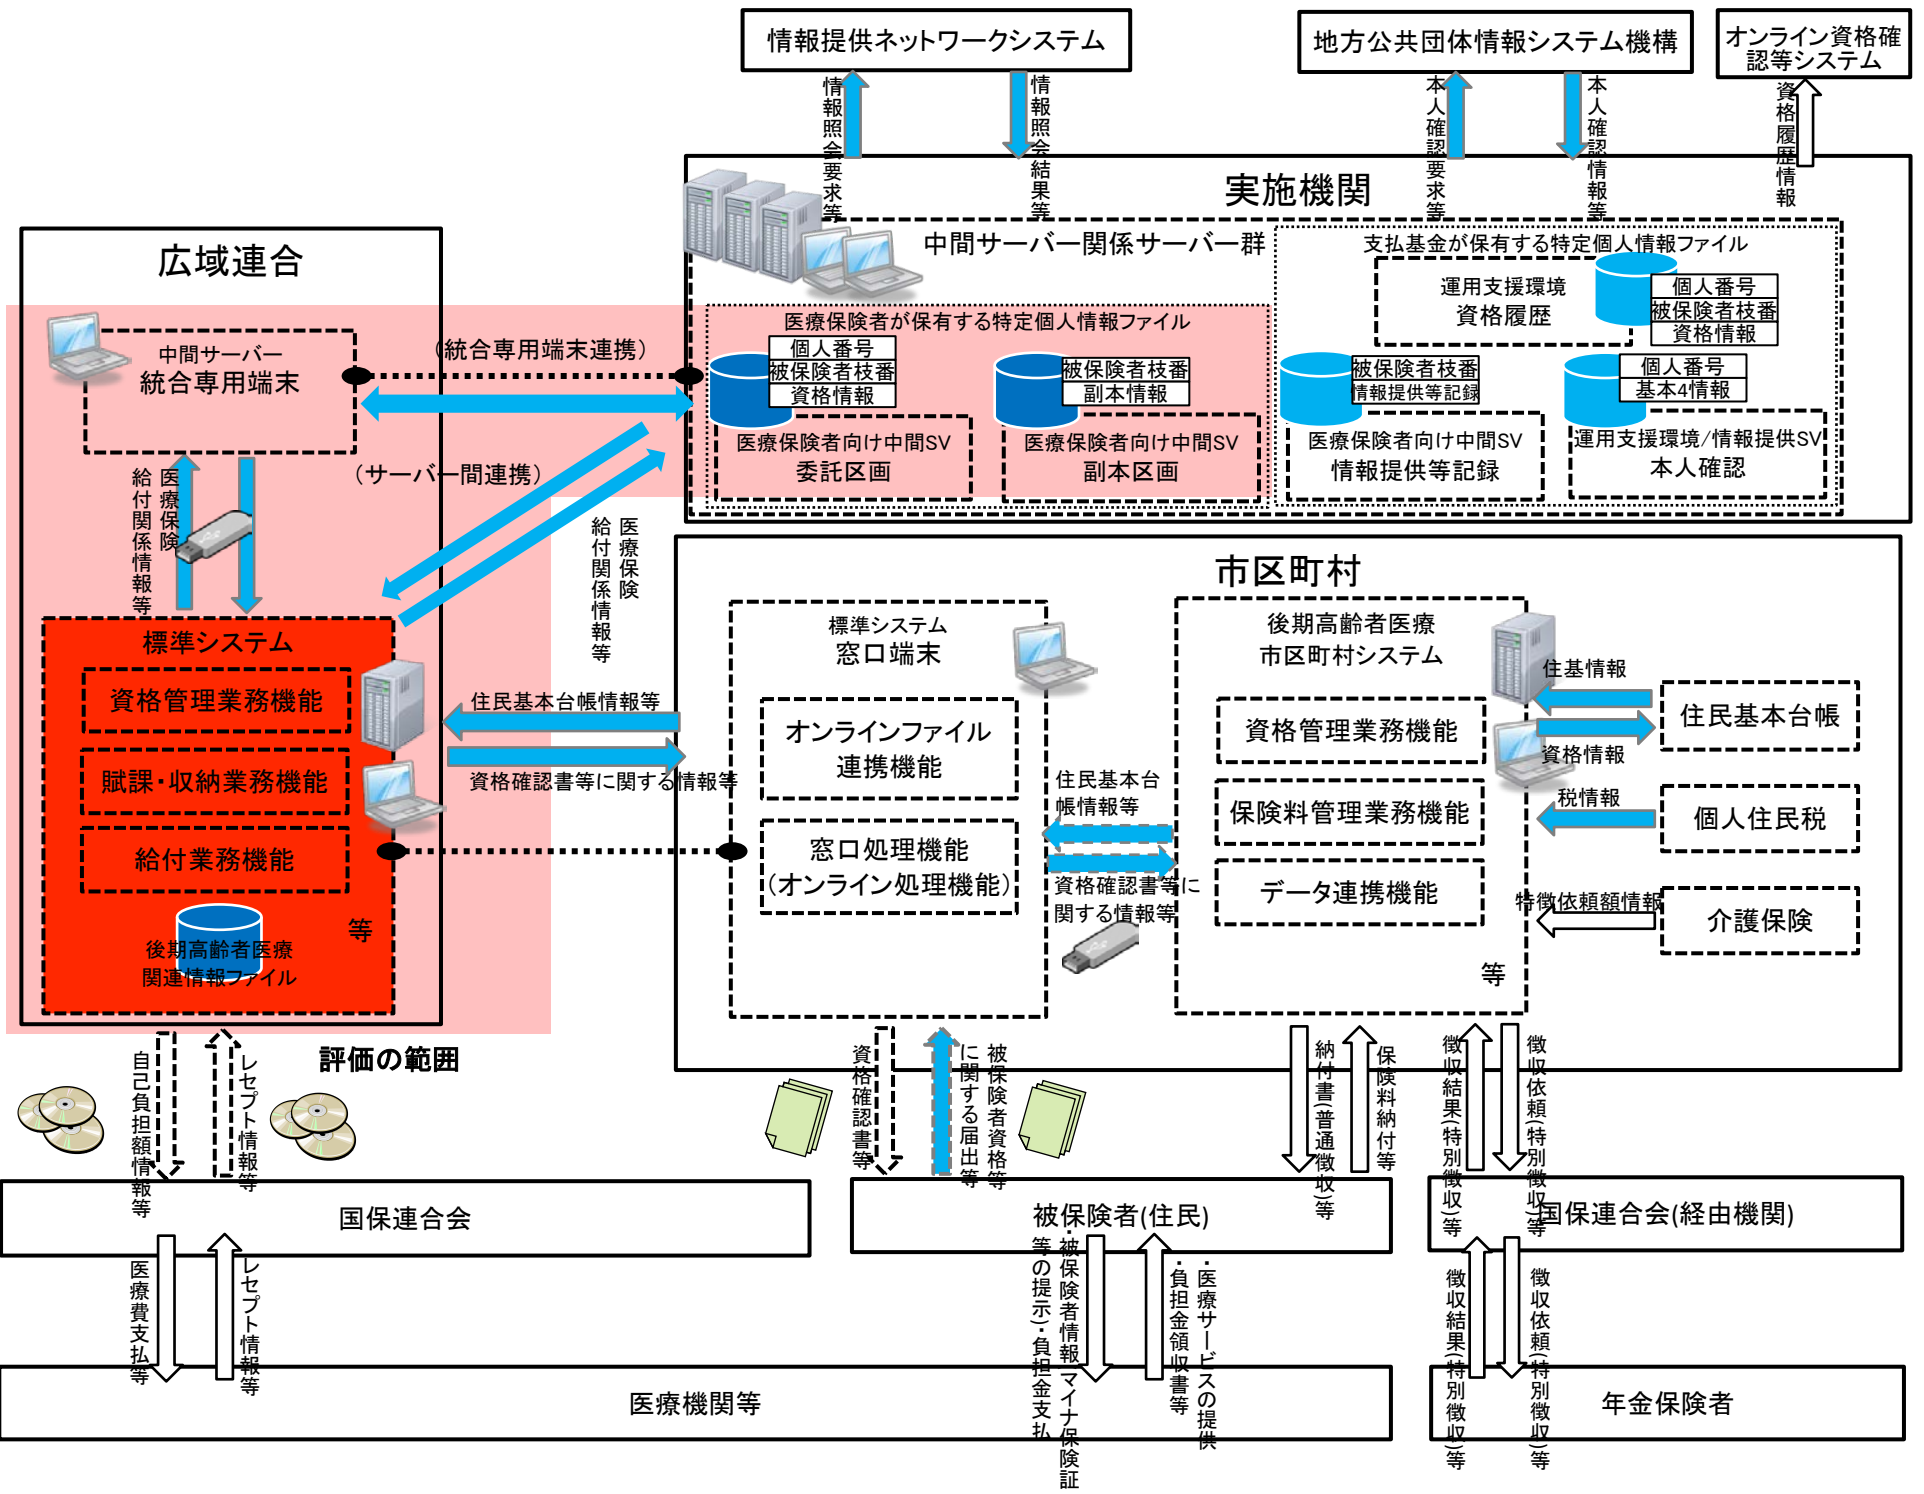 情報提供ネットワークシステム
地方公共団体情報システム機構
オンライン資格確
認等システム
情報照会要求等
情報照会結果等
本人確認要求等
本人確認情報等
資格履歴情報
実施機関
中間サーバー関係サーバー群
支払基金が保有する特定個人情報ファイル
運用支援環境
資格履歴
個人番号
被保険者枝番
資格情報
医療保険者が保有する特定個人情報ファイル
個人番号
被保険者枝番
資格情報
被保険者枝番
副本情報
被保険者枝番
情報提供等記録
個人番号
基本4情報
医療保険者向け中間SV
委託区画
医療保険者向け中間SV
副本区画
医療保険者向け中間SV
情報提供等記録
運用支援環境/情報提供SV
本人確認
広域連合
中間サーバー
統合専用端末
(統合専用端末連携)
(サーバー間連携)
医療保険
給付関係情報等
医療保険
給付関係情報等
標準システム
資格管理業務機能
賦課・収納業務機能
給付業務機能
等
後期高齢者医療
関連情報ファイル
住民基本台帳情報等
資格確認書等に関する情報等
市区町村
標準システム
窓口端末
オンラインファイル
連携機能
窓口処理機能
(オンライン処理機能)
住民基本台
帳情報等
資格確認書等に
関する情報等
後期高齢者医療
市区町村システム
資格管理業務機能
保険料管理業務機能
データ連携機能
等
住基情報
資格情報
税情報
特徴依頼額情報
住民基本台帳
個人住民税
介護保険
評価の範囲
自己負担額情報等
レセプト情報等
資格確認書等
被保険者資格等
に関する届出等
納付書(普通徴収)等
保険料納付等
徴収結果(特別徴収)等
徴収依頼(特別徴収)等
国保連合会
被保険者(住民)
国保連合会(経由機関)
医療費支払等
レセプト情報等
・被保険者情報(マイナ保険証
等の提示)・負担金支払
・医療サービスの提供
・負担金領収書等
徴収結果(特別徴収)等
徴収依頼(特別徴収)等
医療機関等
年金保険者